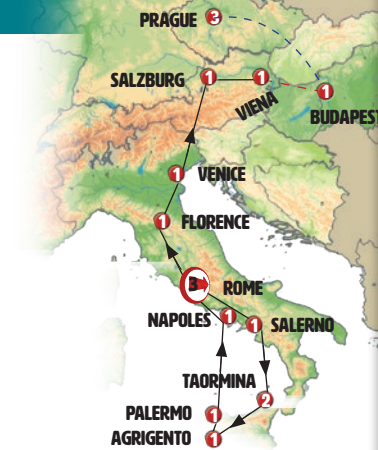 PRAGUE 3
SALZBURG 1 1
VIENA
1
BUDAPEST
1 VENICE
1 FLORENCE
3 ROME
NAPOLES 1
1 SALERNO
TAORMINA
2
PALERMO 1
AGRIGENTO 1